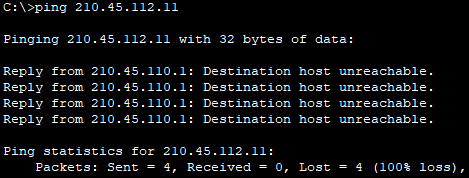 C:\>ping 210.45.112.11
Pinging 210.45.112.11 with 32 bytes of data:
Reply from 210.45.110.1: Destination host unreachable.
Reply from 210.45.110.1: Destination host unreachable.
Reply from 210.45.110.1: Destination host unreachable.
Reply from 210.45.110.1: Destination host unreachable.
Ping statistics for 210.45.112.11:
Packets: Sent = 4, Received = 0, Lost = 4 (100% loss),